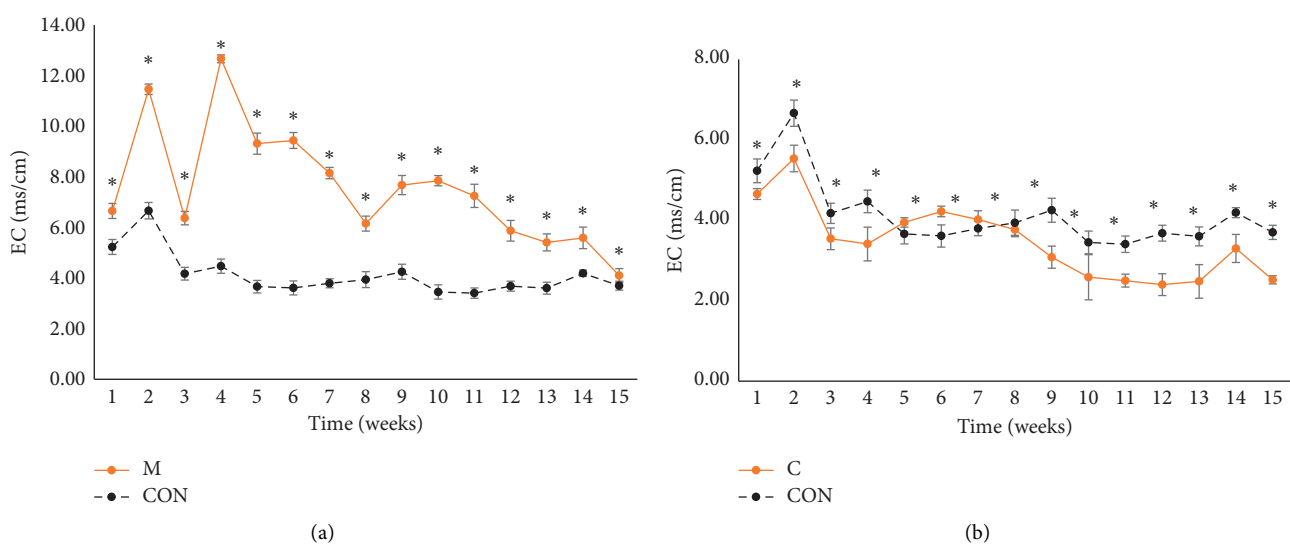 14.00
12.00
10.00
8.00
6.00
4.00
2.00
0.00
EC (ms/cm)
* * * * * * * * * * * * * * *
1 2 3 4 5 6 7 8 9 10 11 12 13 14 15
Time (weeks)
M
CON
(a)
8.00
6.00
4.00
2.00
0.00
EC (ms/cm)
* * * * * * * * * * * * * * *
1 2 3 4 5 6 7 8 9 10 11 12 13 14 15
Time (weeks)
C
CON
(b)